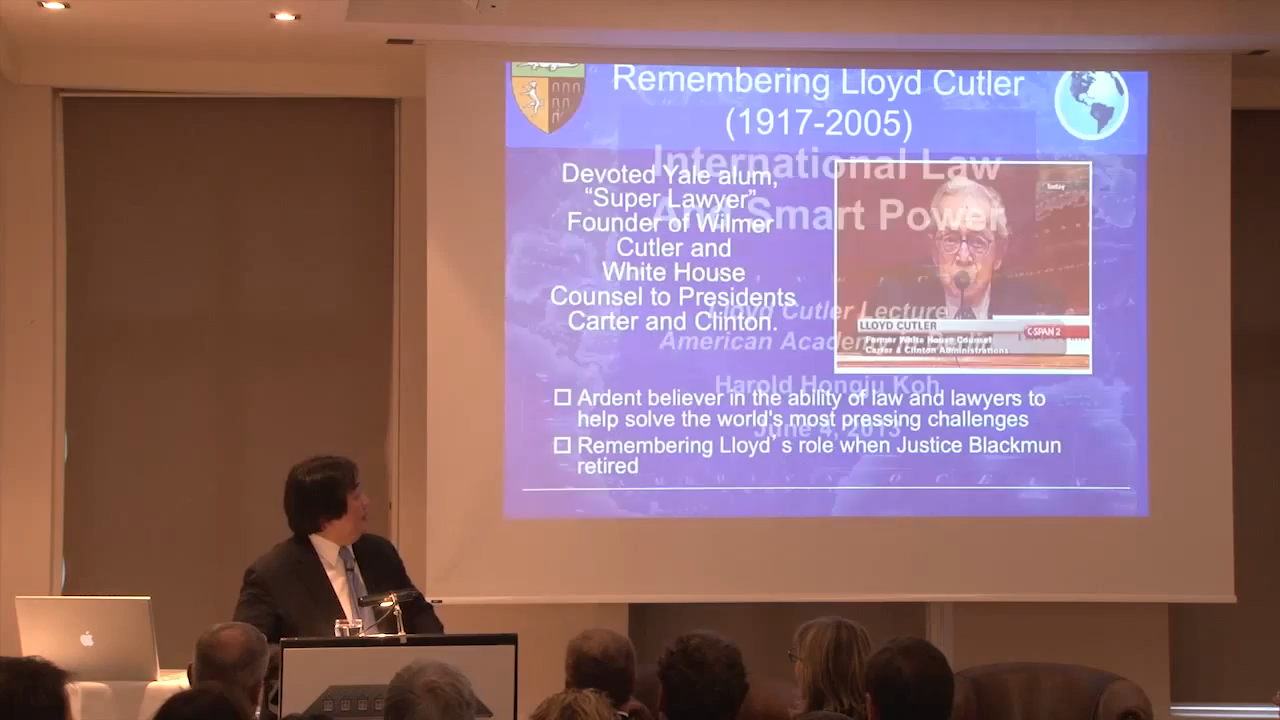 Remembering Lloyd Cutler
(1917-2005)
International Law
As Smart Power
Devoted Yale alum,
“Super Lawyer”
Founder of Wilmer
Cutler and
White House
Counsel to Presidents
Carter and Clinton.
Today
LLOYD CUTLER
C-SPAN 2
Former White House Counsel
Carter & Clinton Administrations
Lloyd Cutler Lecture
American Academy in
Harold Hongju Koh
June 4, 2013
Ardent believer in the ability of law and lawyers to
help solve the world's most pressing challenges
Remembering Lloyd's role when Justice Blackmun
retired